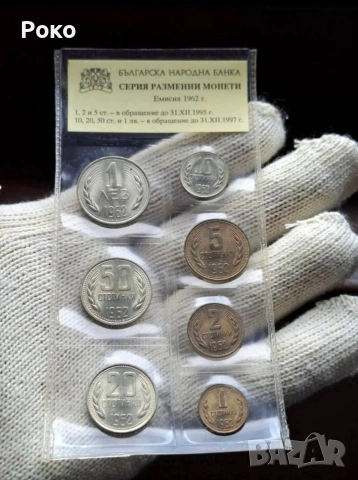 Роко
БЪЛГАРСКА НАРОДНА БАНКА
СЕРИЯ РАЗМЕННИ МОНЕТИ
Емисия 1962 г.
1, 2 и 5 ст. – в обращение до 31.XII.1995 г.
10, 20, 50 ст. и 1 лв. – в обращение до 31.XII.1997 г.
1
ЛЕВ
1962
10
5
СТОТИНКИ
1962
50
СТОТИНКИ
1962
2
СТОТИНКИ
1962
20
1962
1
СТОТИНКА
1962
BAZAR